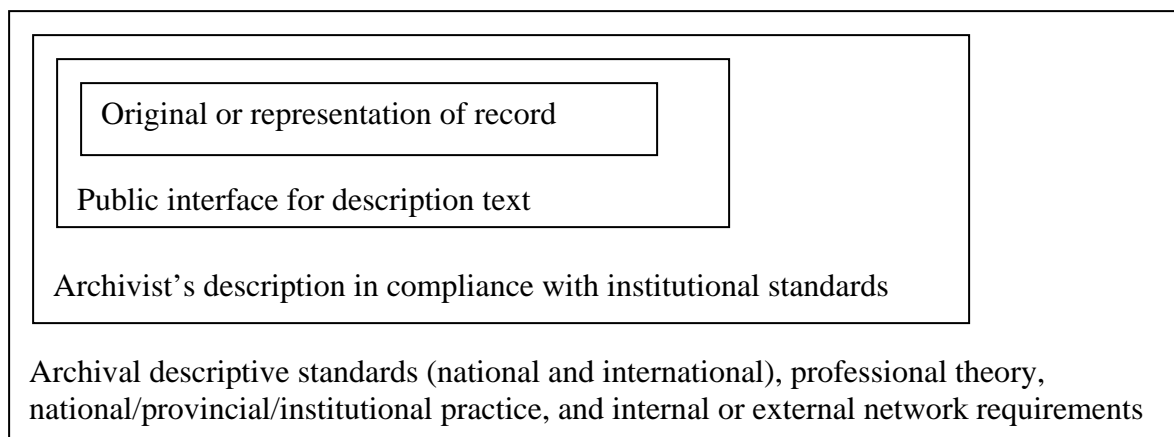 Original or representation of record
Public interface for description text
Archivist’s description in compliance with institutional standards
Archival descriptive standards (national and international), professional theory,
national/provincial/institutional practice, and internal or external network requirements